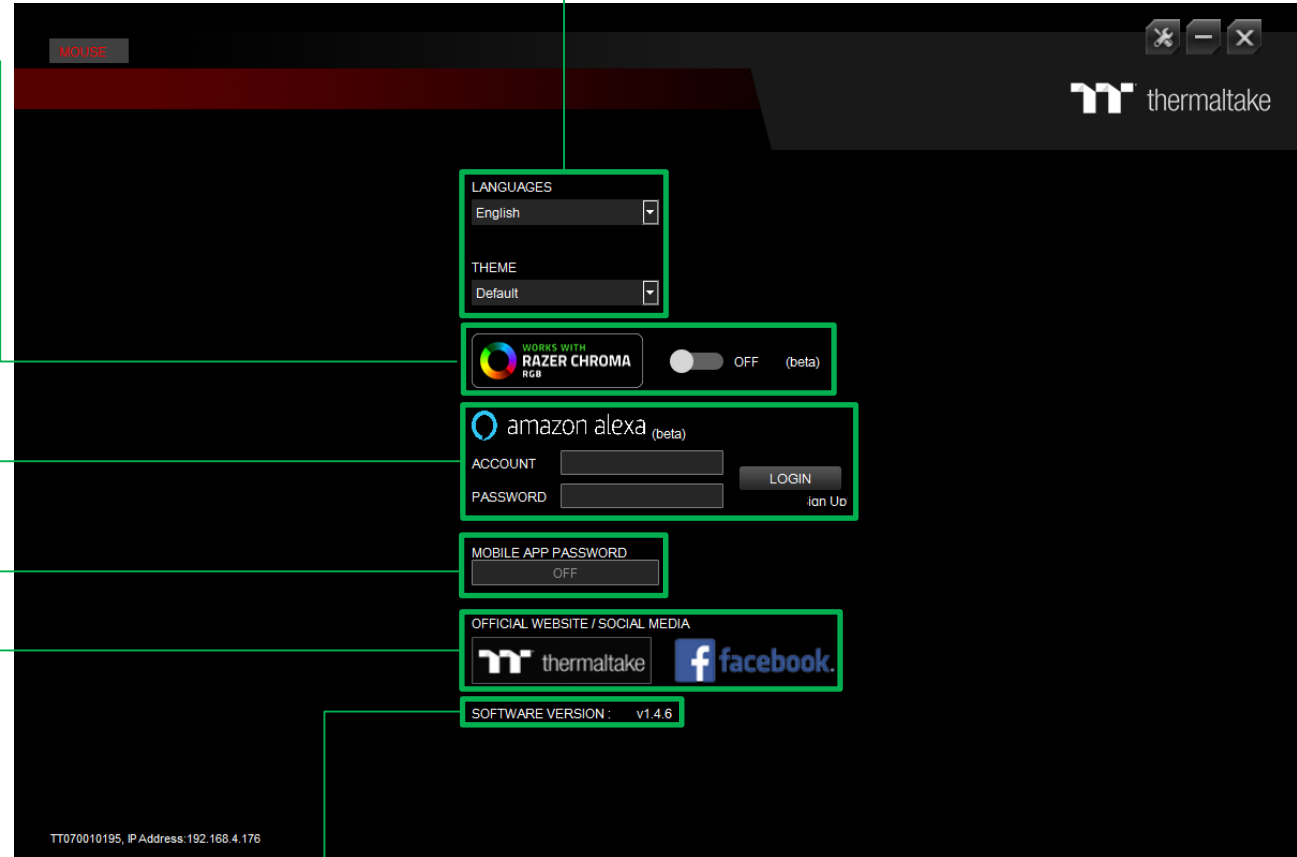 MOUSE
thermaltake
LANGUAGES
English
THEME
Default
WORKS WITH
RAZER CHROMA
RGB
OFF (beta)
amazon alexa (beta)
ACCOUNT
LOGIN
PASSWORD
ign Up
MOBILE APP PASSWORD
OFF
OFFICIAL WEBSITE / SOCIAL MEDIA
thermaltake
facebook.
SOFTWARE VERSION : v1.4.6
TT070010195, IP Address:192.168.4.176